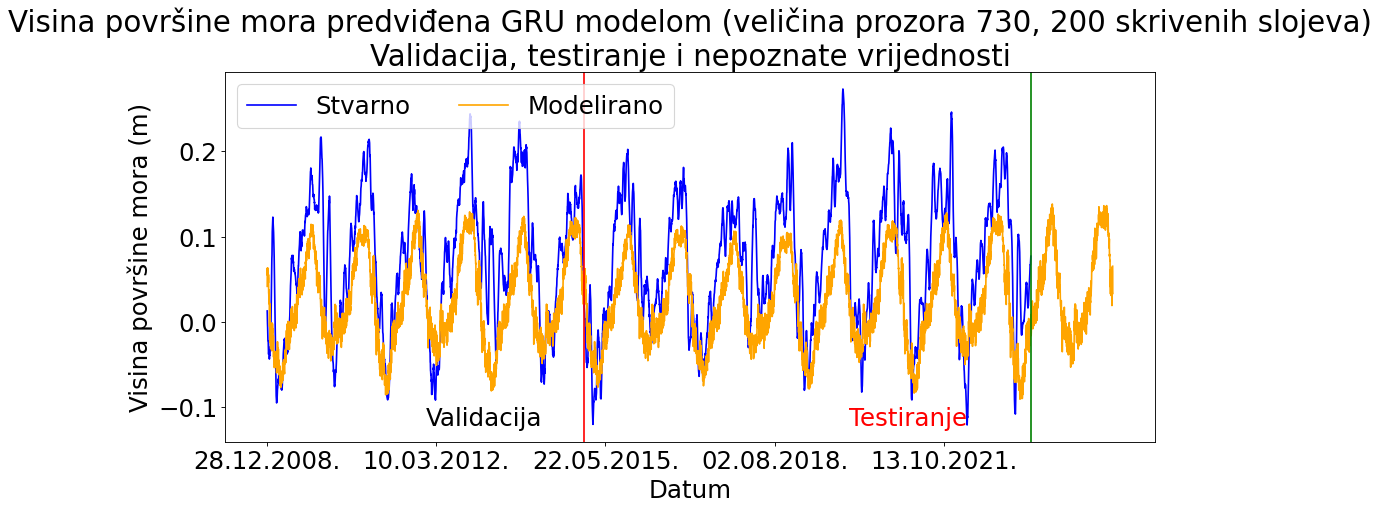 Visina površine mora predviđena GRU modelom (veličina prozora 730, 200 skrivenih slojeva)
Validacija, testiranje i nepoznate vrijednosti
Stvarno
Modelirano
Visina površine mora (m)
0.2
0.1
0.0
−0.1
Validacija
Testiranje
28.12.2008.
10.03.2012.
22.05.2015.
02.08.2018.
13.10.2021.
Datum